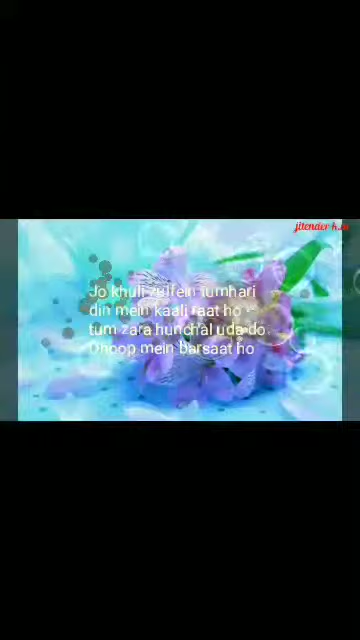 Jo khuli zulfein tumhari
din mein kaali raat ho
tum zara hunchal uda do
Dhoop mein barsaat ho